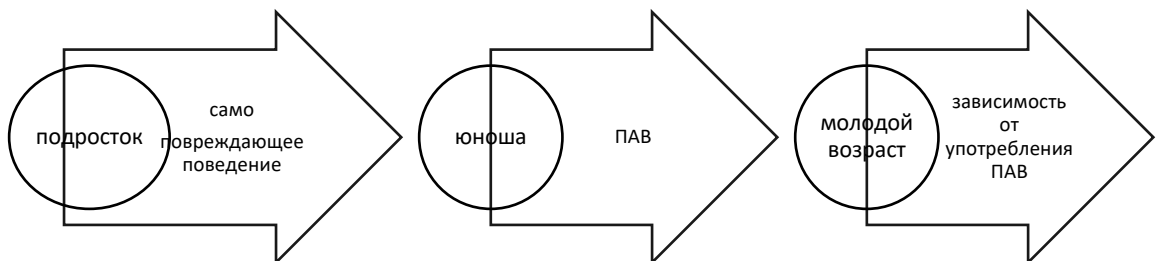 подросток
само
повреждающее
поведение
юноша
ПАВ
молодой
возраст
зависимость
от
употребления
ПАВ